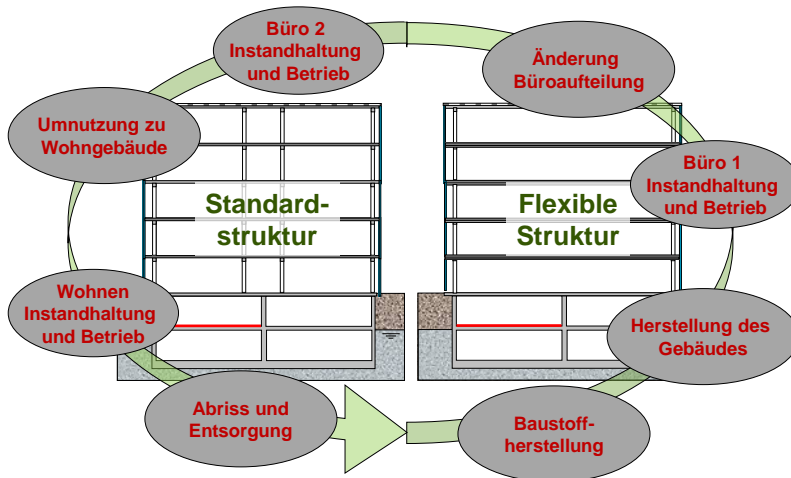 Büro 2
Instandhaltung
und Betrieb
Änderung
Büroaufteilung
Umnutzung zu
Wohngebäude
Büro 1
Instandhaltung
und Betrieb
Standard-
struktur
Flexible
Struktur
Wohnen
Instandhaltung
und Betrieb
Herstellung des
Gebäudes
Abriss und
Entsorgung
Baustoff-
herstellung